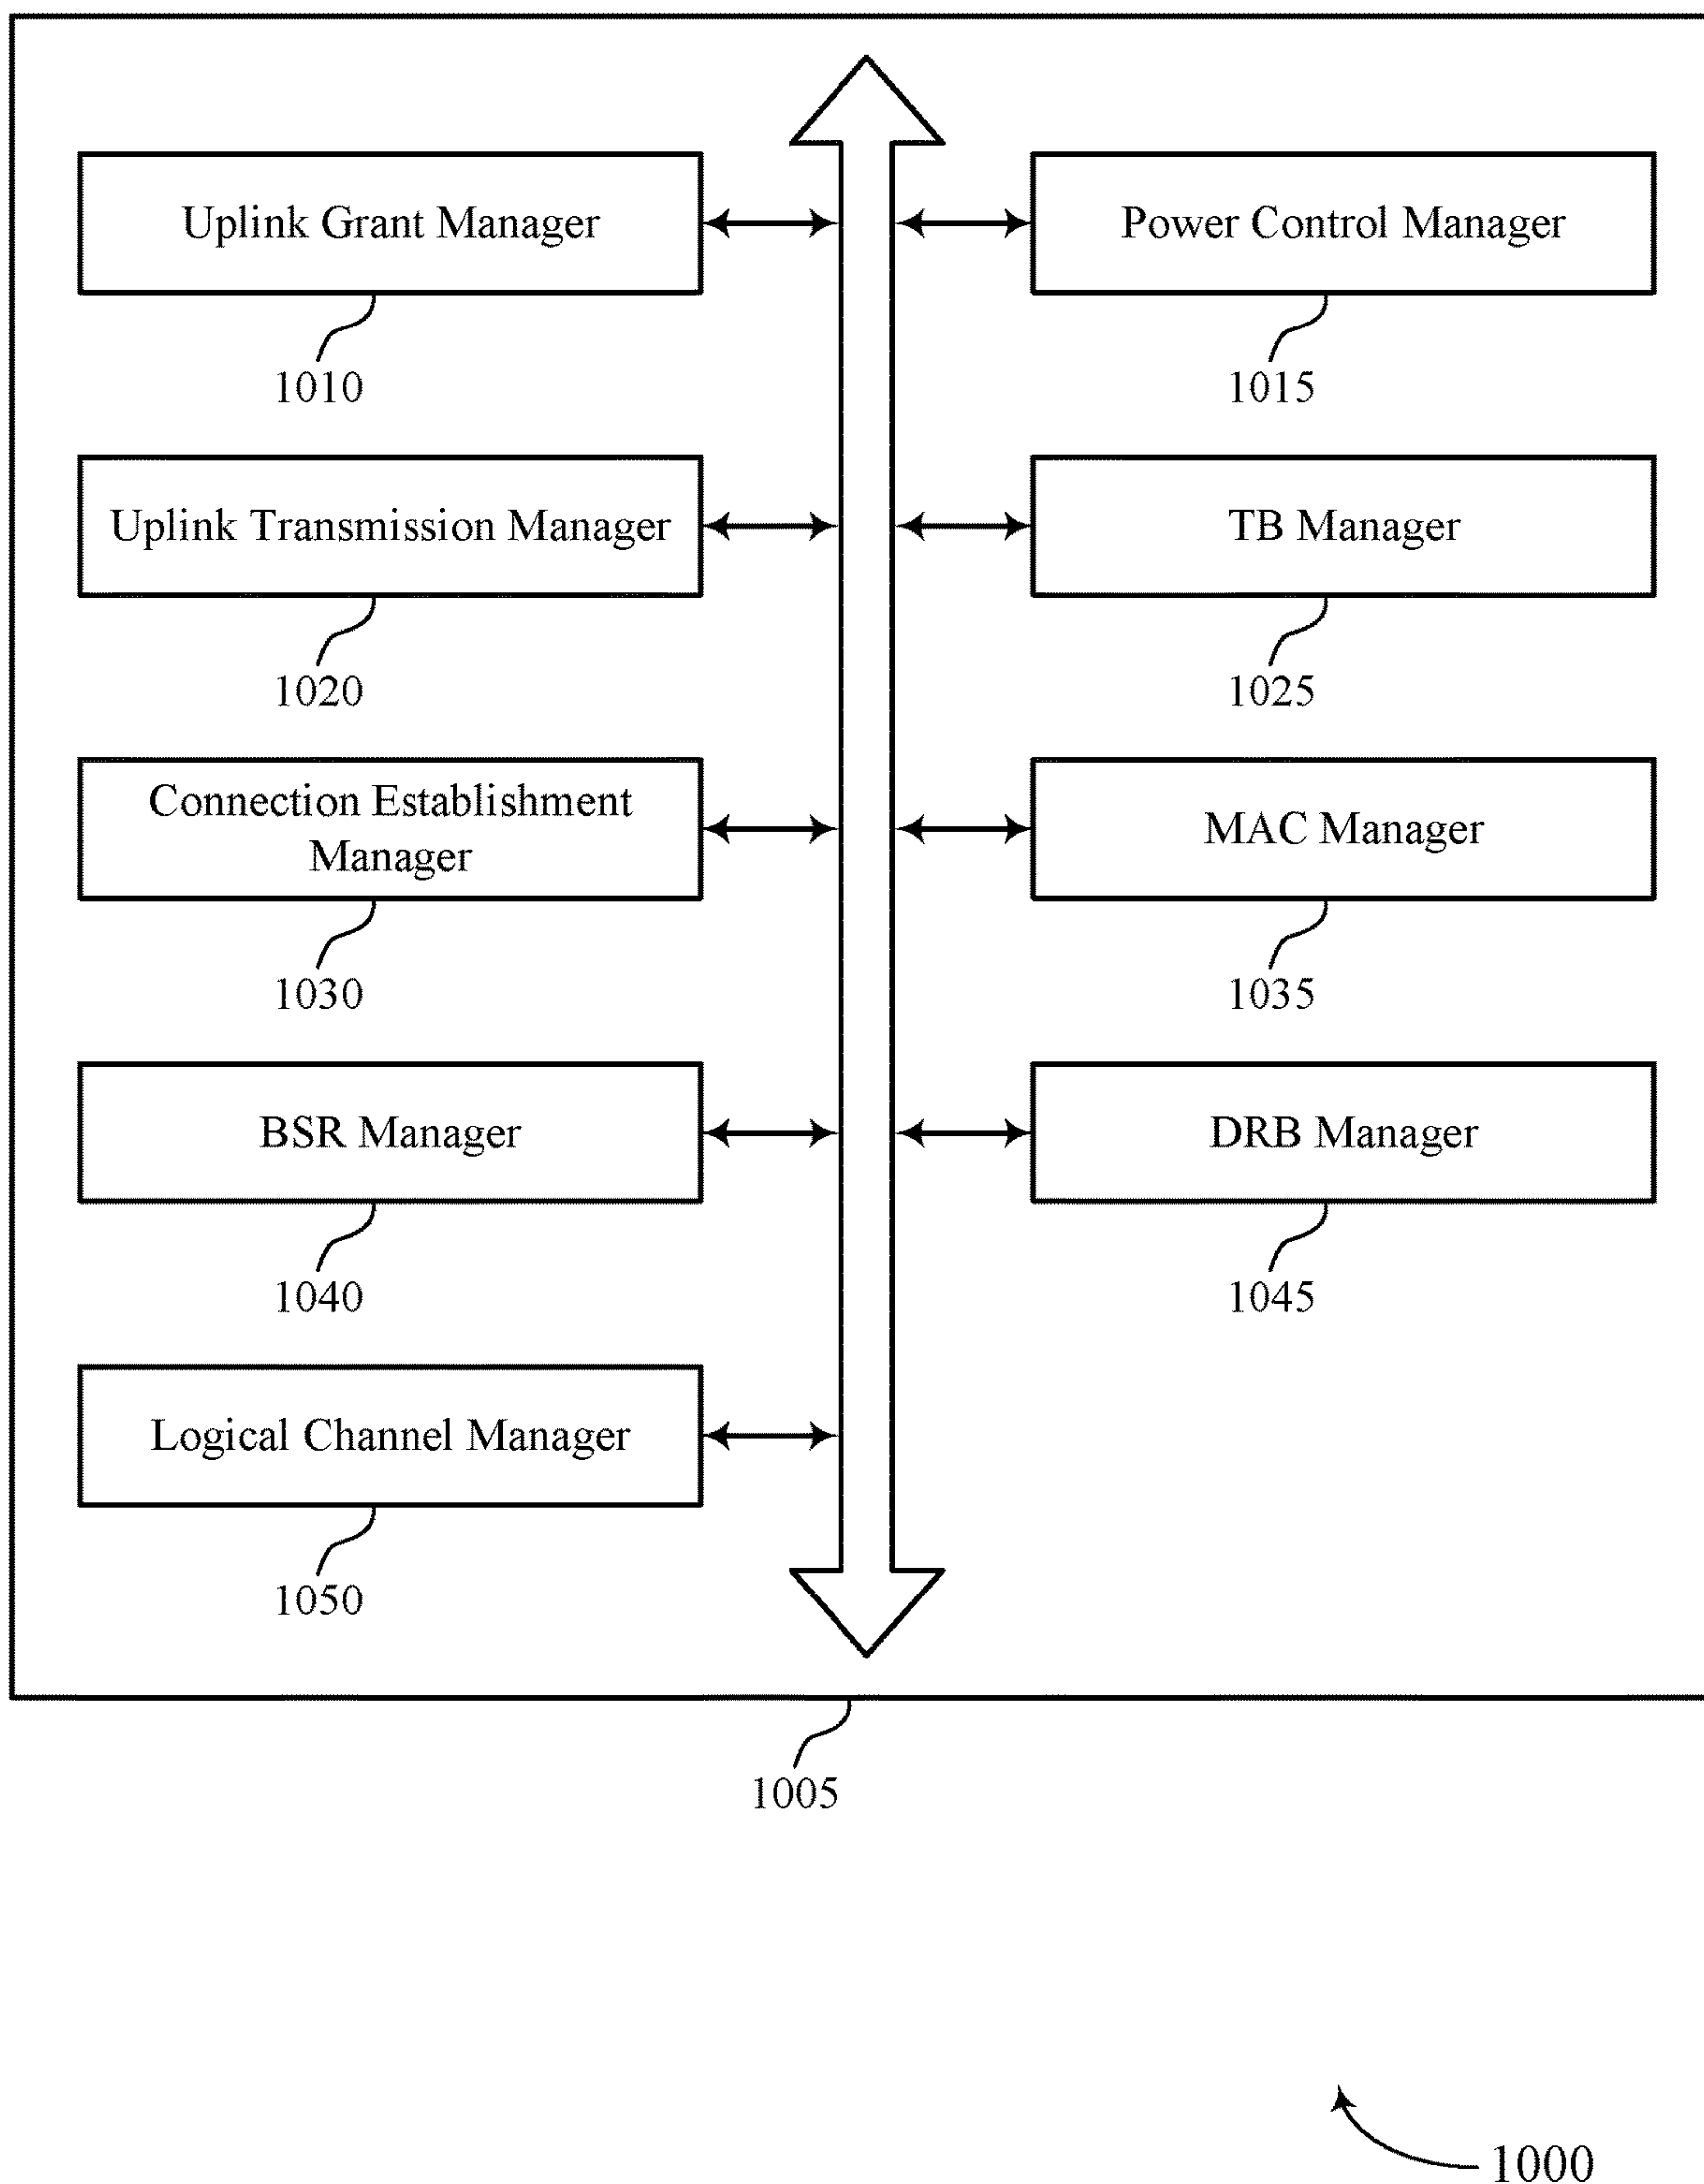 Uplink Grant Manager
1010
Power Control Manager
1015
Uplink Transmission Manager
1020
TB Manager
1025
Connection Establishment
Manager
1030
MAC Manager
1035
BSR Manager
1040
DRB Manager
1045
Logical Channel Manager
1050
1005
1000